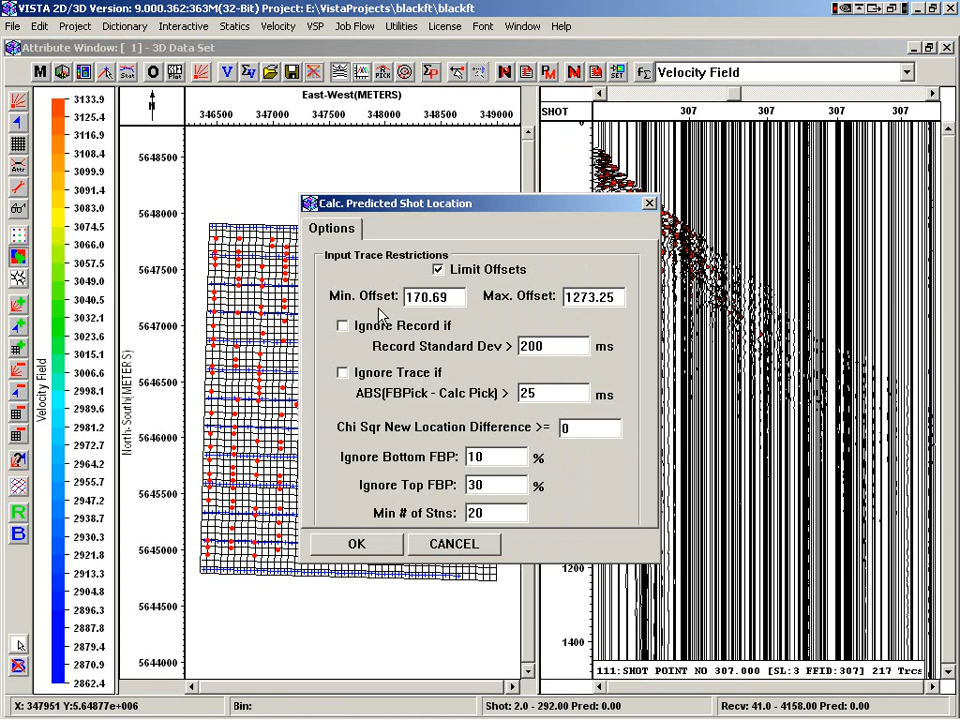 VISTA 2D/3D Version: 9.000.362:363M(32-Bit) Project: E:\VistaProjects\blackft\blackft
File Edit Project Dictionary Interactive Statics Velocity VSP Job Flow Utilities License Font Window Help
Attribute Window:[ 1] - 3D Data Set
M Stat O V Velocity Field
PICK PM SET
East-West(METERS)
346500 347000 347500 348000 348500 349000
SHOT 307 307 307
3133.9
3125.4
3116.9
3108.4
3099.9
3091.4
3083.0
3074.5
3066.0
3057.5
3049.0
3040.5
3032.1
3023.6
3015.1
3006.6
2998.1
2989.6
2981.2
2972.7
2964.2
2955.7
2947.2
2938.7
2930.3
2921.8
2913.3
2904.8
2896.3
2887.8
2879.4
2870.9
2862.4
Velocity Field
Attr
R
B
N
North-South(METERS)
5648500
5648000
5647500
5647000
5646500
5646000
5645500
5645000
5644500
5644000
Calc. Predicted Shot Location
Options
Input Trace Restrictions
Limit Offsets
Min. Offset: 170.69 Max. Offset: 1273.25
Ignore Record if
Record Standard Dev > 200 ms
Ignore Trace if
ABS(FBPick - Calc Pick) > 25 ms
Chi Sqr New Location Difference >= 0
Ignore Bottom FBP: 10 %
Ignore Top FBP: 30 %
Min # of Stns: 20
OK CANCEL
0
1200
1400
111:SHOT POINT NO 307.000 [SL:3 FFID:307] 217 Trcs
X: 347951 Y:5.64877e+006 Bin: Shot: 2.0 - 292.00 Pred: 0.00 Recv: 41.0 - 4158.00 Pred: 0.00